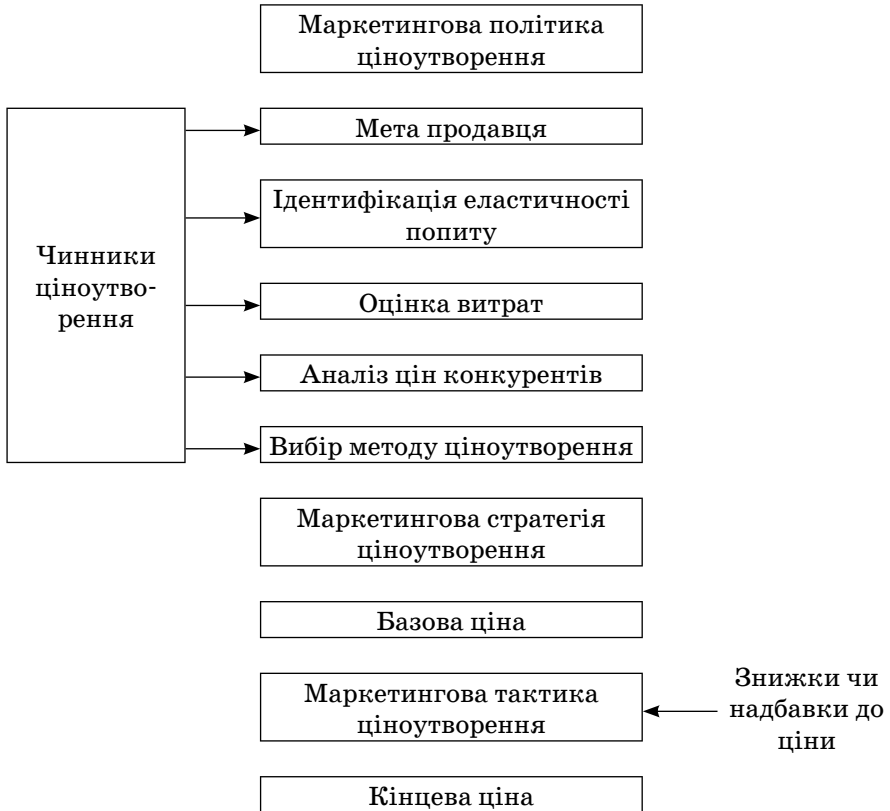 Маркетингова політика
ціноутворення
Мета продавця
Ідентифікація еластичності
попиту
Чинники
ціноутво-
рення
Оцінка витрат
Аналіз цін конкурентів
Вибір методу ціноутворення
Маркетингова стратегія
ціноутворення
Базова ціна
Маркетингова тактика
ціноутворення
Знижки чи
надбавки до
ціни
Кінцева ціна